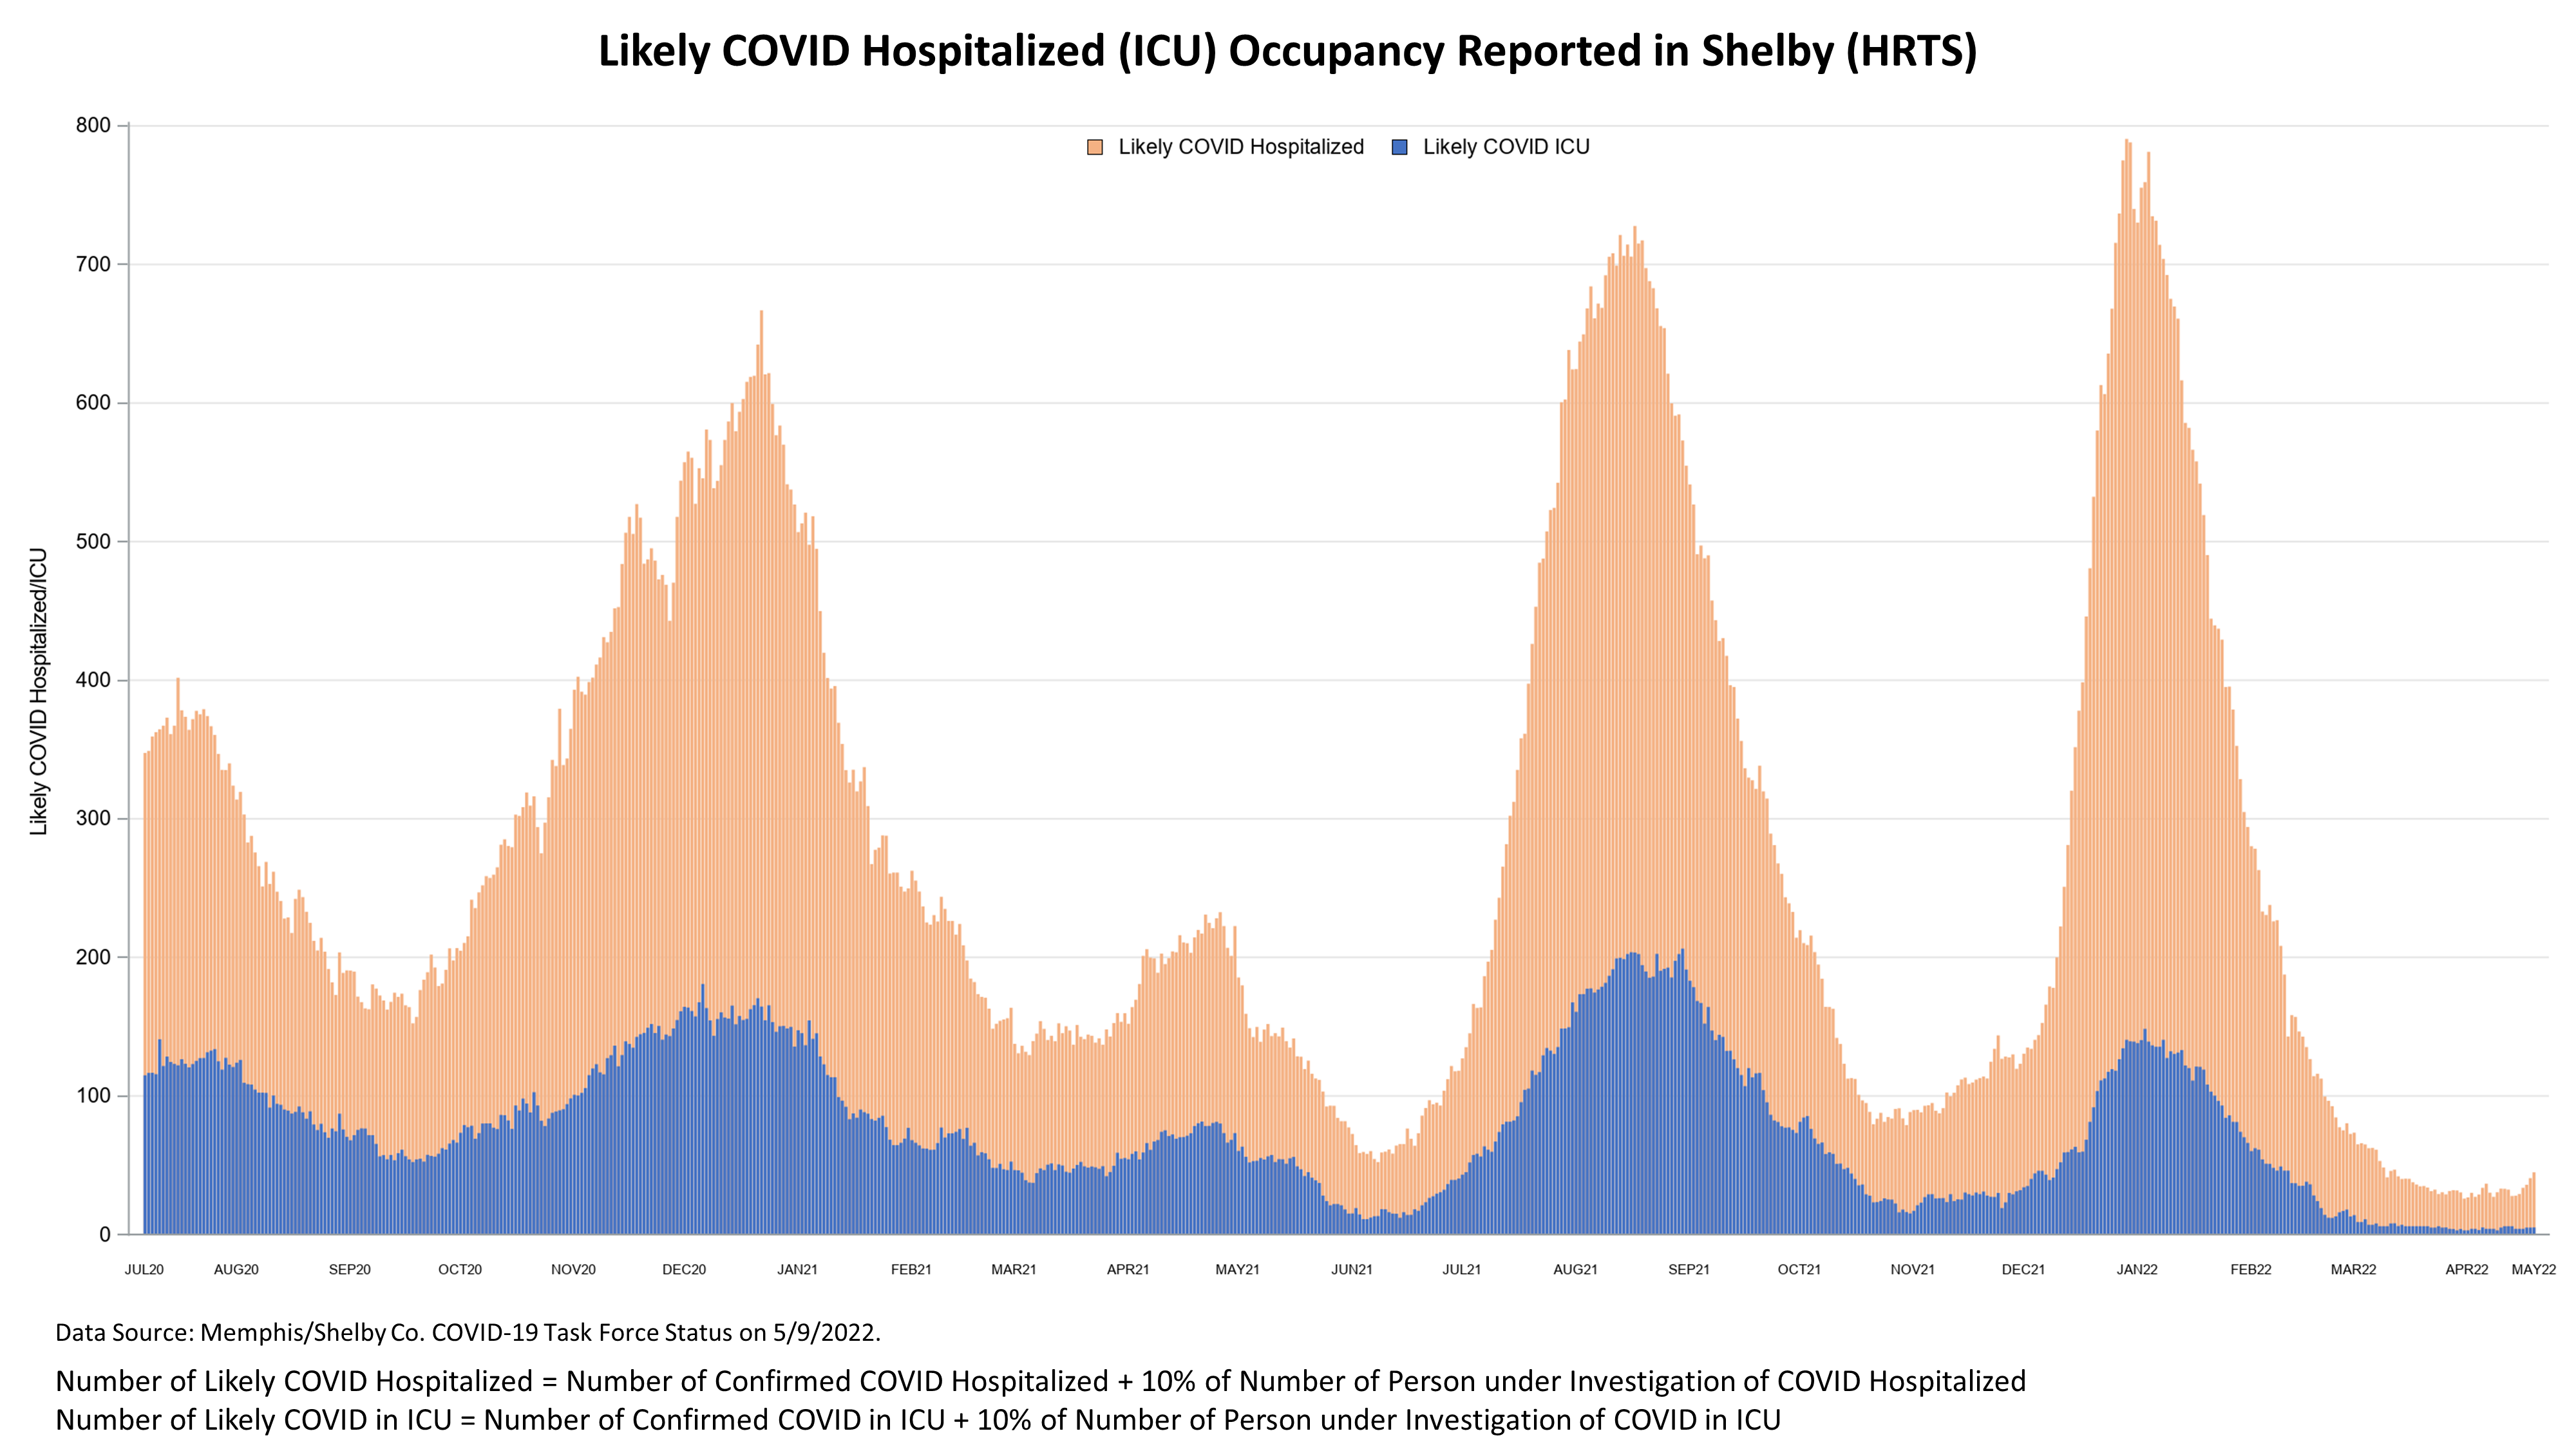 Likely COVID Hospitalized (ICU) Occupancy Reported in Shelby (HRTS)
Likely COVID Hospitalized Likely COVID ICU
Likely COVID Hospitalized/ICU
800
700
600
500
400
300
200
100
0
JUL20 AUG20 SEP20 OCT20 NOV20 DEC20 JAN21 FEB21 MAR21 APR21 MAY21 JUN21 JUL21 AUG21 SEP21 OCT21 NOV21 DEC21 JAN22 FEB22 MAR22 APR22 MAY22
Data Source: Memphis/Shelby Co. COVID-19 Task Force Status on 5/9/2022.
Number of Likely COVID Hospitalized = Number of Confirmed COVID Hospitalized + 10% of Number of Person under Investigation of COVID Hospitalized
Number of Likely COVID in ICU = Number of Confirmed COVID in ICU + 10% of Number of Person under Investigation of COVID in ICU